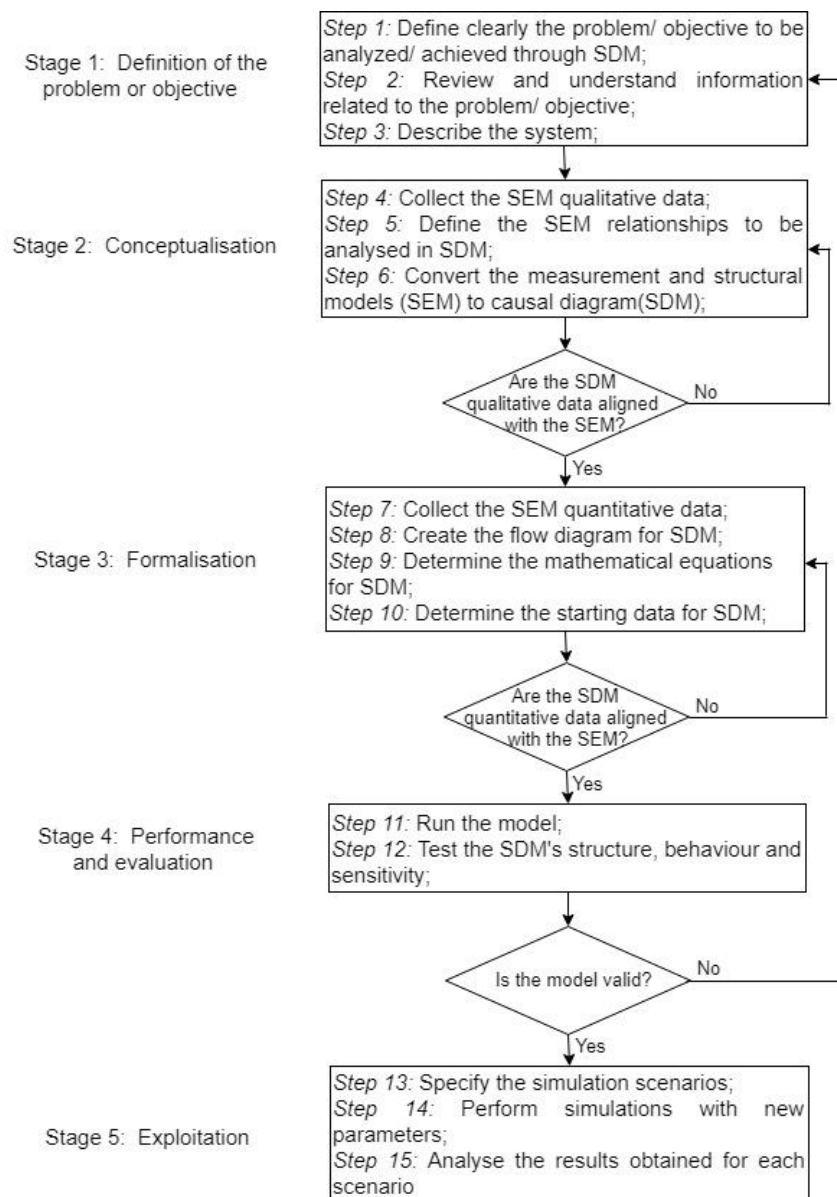 Stage 1:  Definition of the
problem or objective
Step 1: Define clearly the problem/ objective to be
analyzed/ achieved through SDM;
Step 2: Review and understand information
related to the problem/ objective;
Step 3: Describe the system;
Stage 2:  Conceptualisation
Step 4: Collect the SEM qualitative data;
Step 5: Define the SEM relationships to be
analysed in SDM;
Step 6: Convert the measurement and structural
models (SEM) to causal diagram(SDM);
Are the SDM
qualitative data aligned
with the SEM?
No
Yes
Stage 3:  Formalisation
Step 7: Collect the SEM quantitative data;
Step 8: Create the flow diagram for SDM;
Step 9: Determine the mathematical equations
for SDM;
Step 10: Determine the starting data for SDM;
Are the SDM
quantitative data aligned
with the SEM?
No
Yes
Stage 4:  Performance
and evaluation
Step 11: Run the model;
Step 12: Test the SDM's structure, behaviour and
sensitivity;
Is the model valid?
No
Yes
Stage 5:  Exploitation
Step 13: Specify the simulation scenarios;
Step 14: Perform simulations with new
parameters;
Step 15: Analyse the results obtained for each
scenario